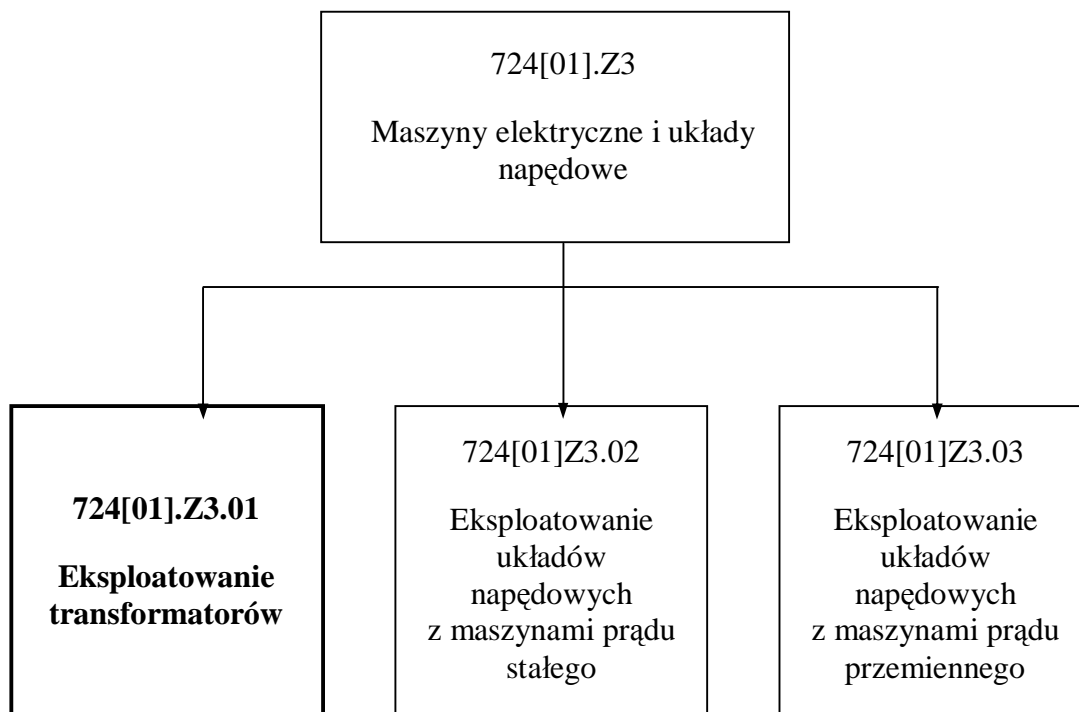 724[01].Z3
Maszyny elektryczne i układy
napędowe
724[01].Z3.01
Eksploatowanie
transformatorów
724[01]Z3.02
Eksploatowanie
układów
napędowych
z maszynami prądu
stałego
724[01]Z3.03
Eksploatowanie
układów
napędowych
z maszynami prądu
przemiennego